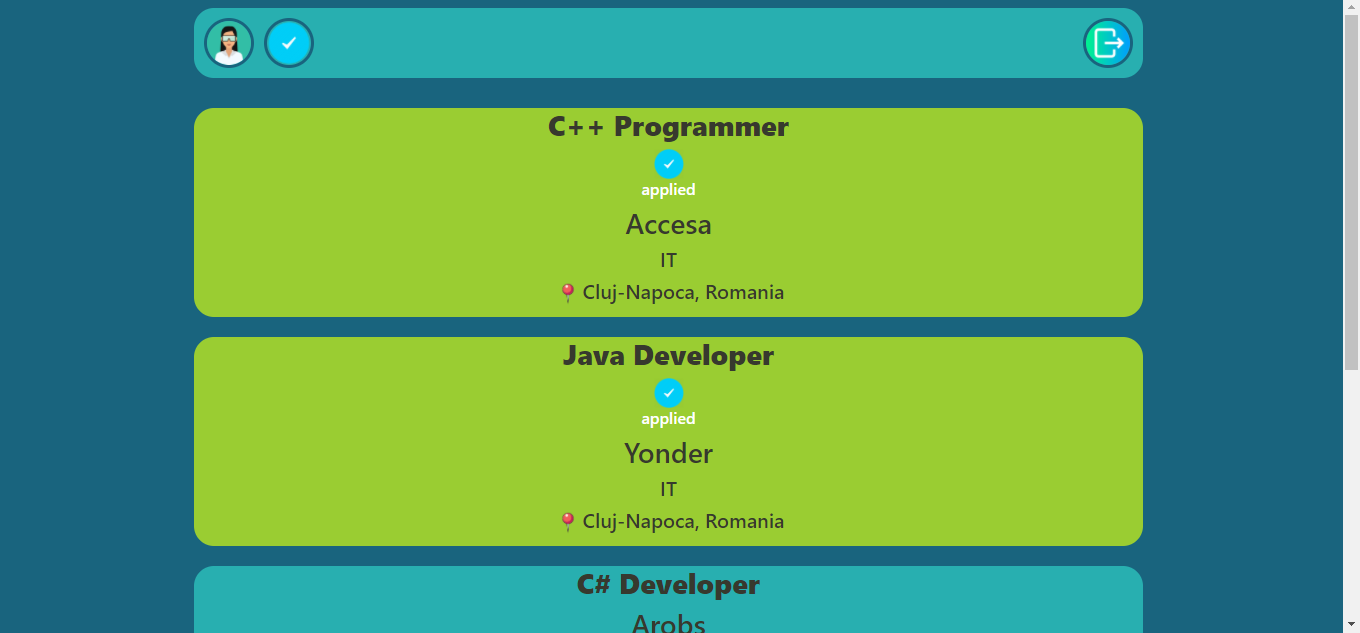 C++ Programmer
applied
Accesa
IT
Cluj-Napoca, Romania
Java Developer
applied
Yonder
IT
Cluj-Napoca, Romania
C# Developer
Arobs